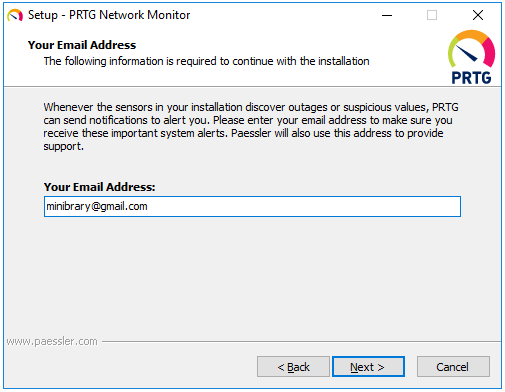 Setup - PRTG Network Monitor
Your Email Address
The following information is required to continue with the installation
PRTG
Whenever the sensors in your installation discover outages or suspicious values, PRTG
can send notifications to alert you. Please enter your email address to make sure you
receive these important system alerts. Paessler will also use this address to provide
support.
Your Email Address:
minibrary@gmail.com
www.paessler.com
< Back
Next >
Cancel